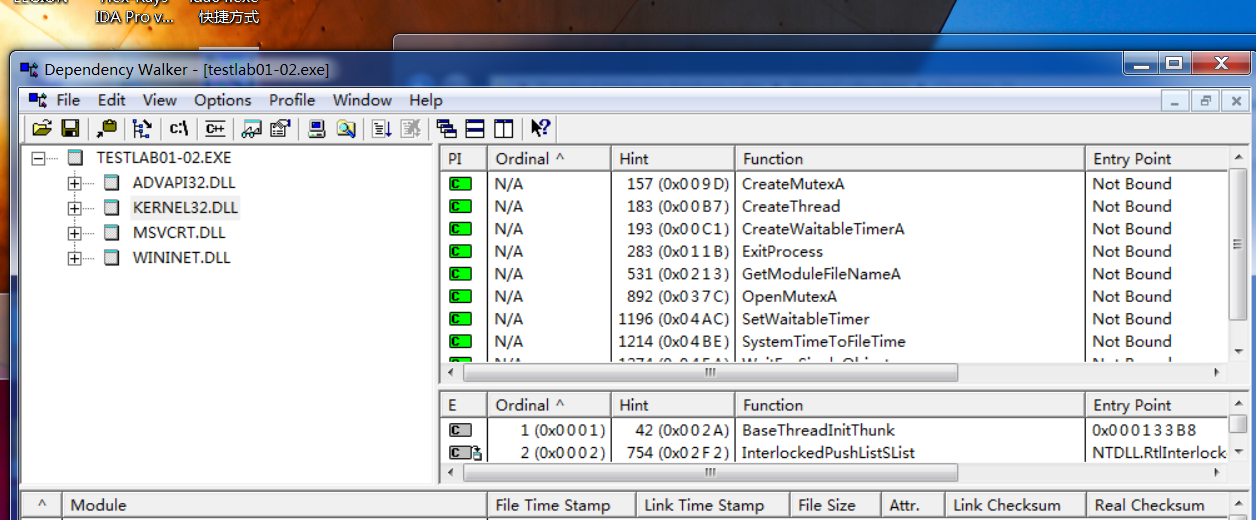 IDA Pro v... 快捷方式
Dependency Walker - [testlab01-02.exe]
File Edit View Options Profile Window Help
c:\ C++
TESTLAB01-02.EXE
ADVAPI32.DLL
KERNEL32.DLL
MSVCRT.DLL
WININET.DLL
PI Ordinal ^ Hint Function Entry Point
C N/A 157 (0x009D) CreateMutexA Not Bound
C N/A 183 (0x00B7) CreateThread Not Bound
C N/A 193 (0x00C1) CreateWaitableTimerA Not Bound
C N/A 283 (0x011B) ExitProcess Not Bound
C N/A 531 (0x0213) GetModuleFileNameA Not Bound
C N/A 892 (0x037C) OpenMutexA Not Bound
C N/A 1196 (0x04AC) SetWaitableTimer Not Bound
C N/A 1214 (0x04BE) SystemTimeToFileTime Not Bound
E Ordinal ^ Hint Function Entry Point
C 1 (0x0001) 42 (0x002A) BaseThreadInitThunk 0x000133B8
C 2 (0x0002) 754 (0x02F2) InterlockedPushListSList NTDLL.RtlInterlock
^ Module File Time Stamp Link Time Stamp File Size Attr. Link Checksum Real Checksum